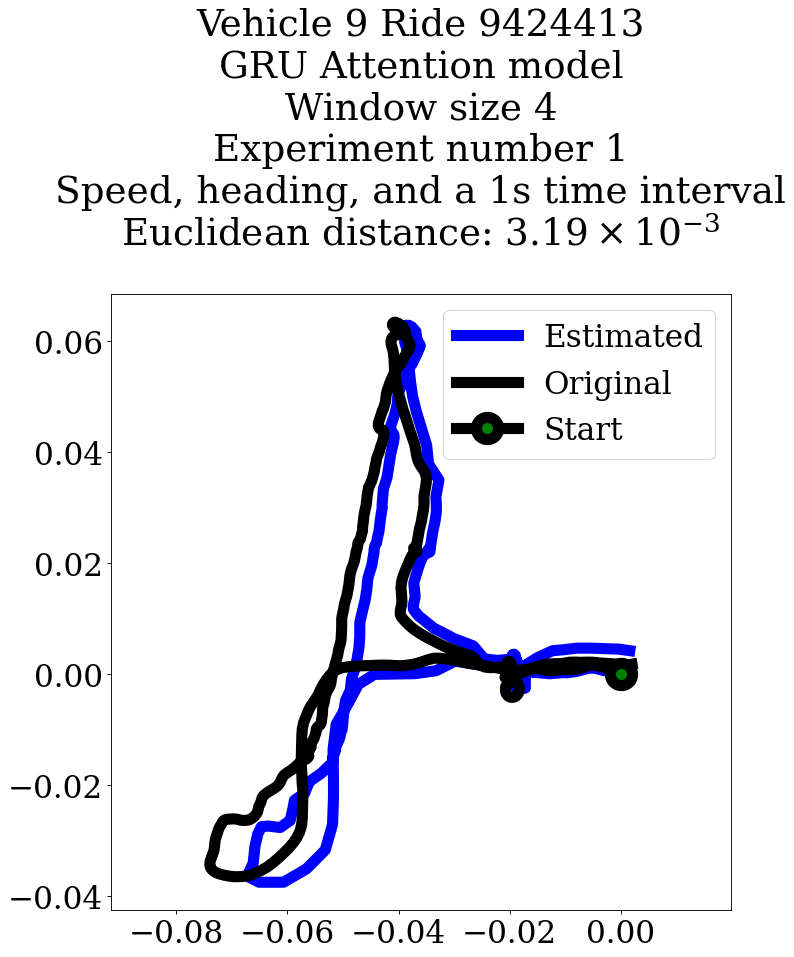 Vehicle 9 Ride 9424413
GRU Attention model
Window size 4
Experiment number 1
Speed, heading, and a 1s time interval
Euclidean distance: 3.19 × 10⁻³
Estimated
Original
Start
0.06
0.04
0.02
0.00
−0.02
−0.04
−0.08 −0.06 −0.04 −0.02 0.00